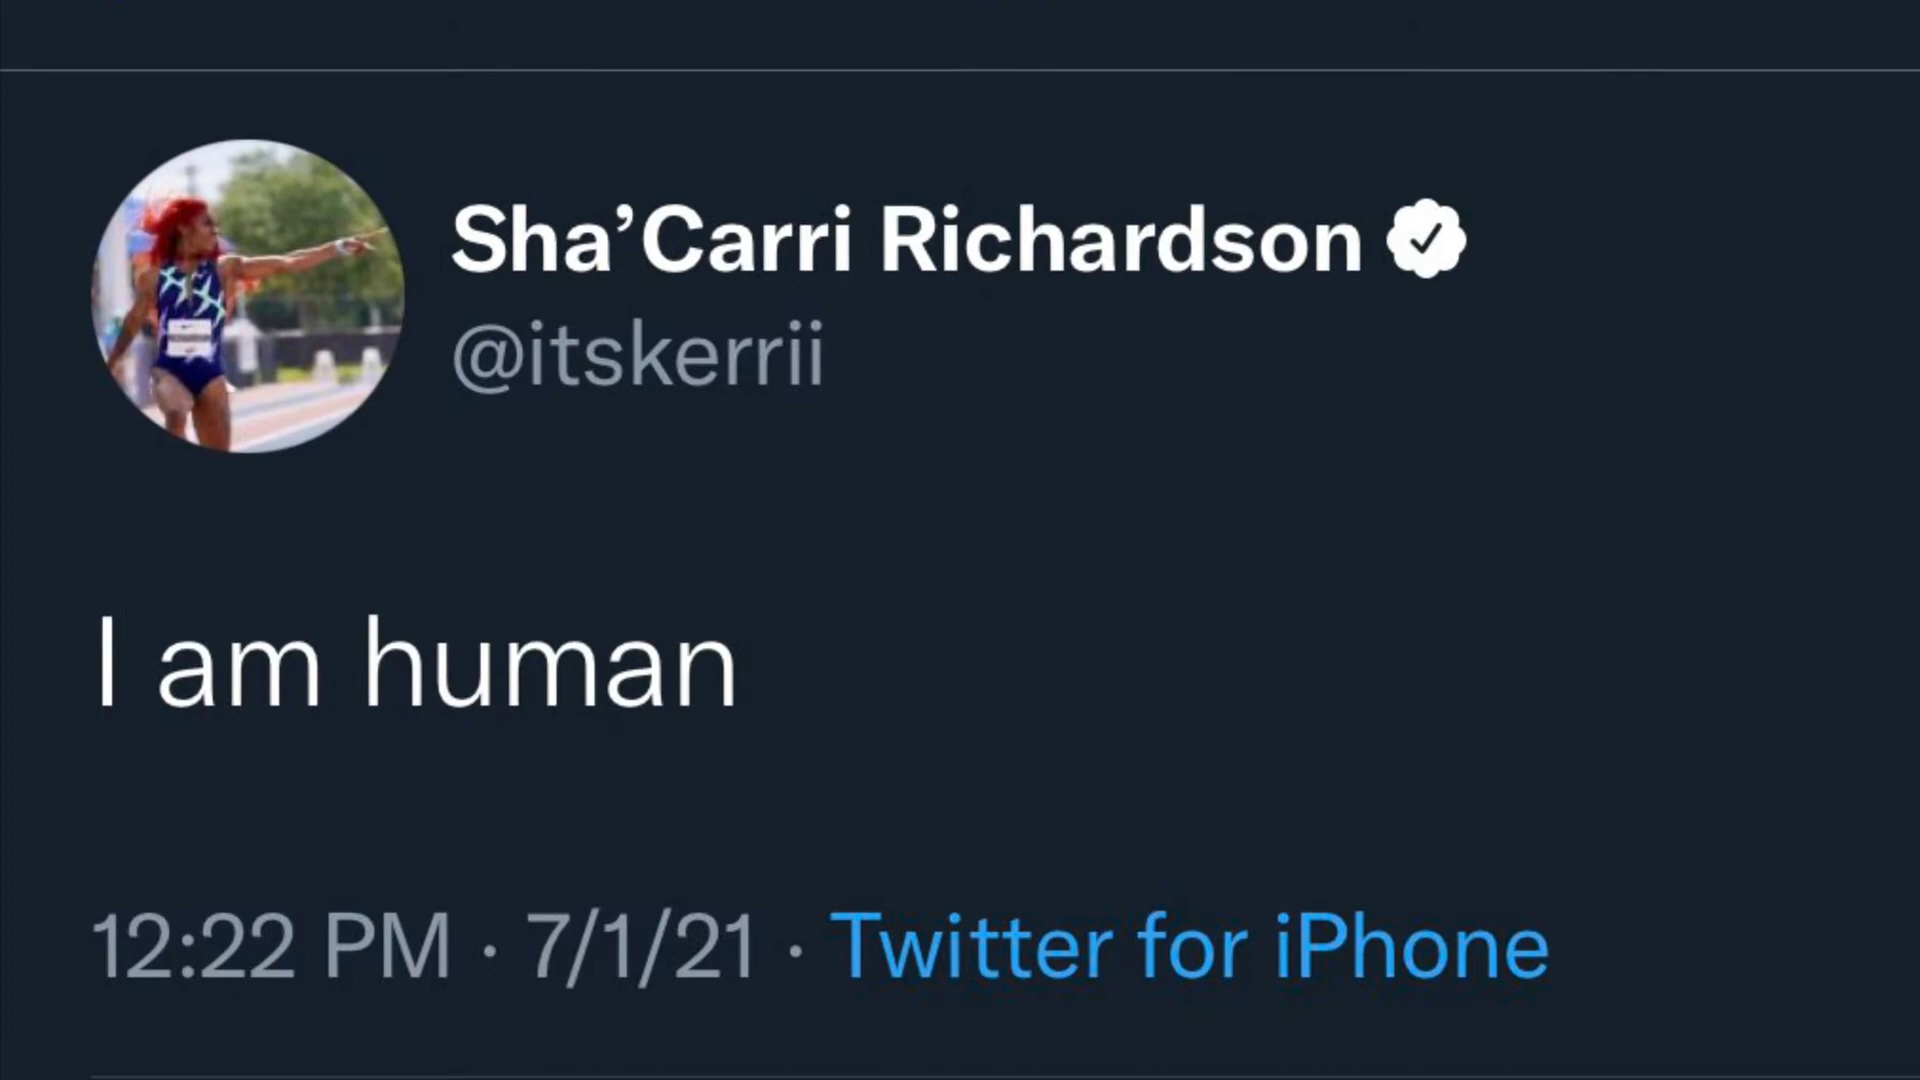 Sha’Carri Richardson
@itskerrii
I am human
12:22 PM · 7/1/21 · Twitter for iPhone